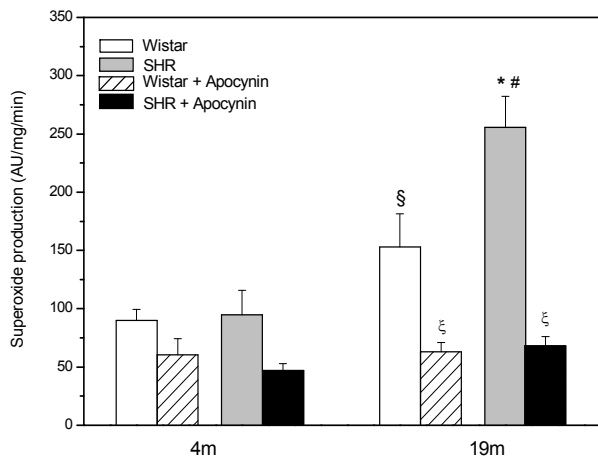 350
300
250
200
150
100
50
0
Superoxide production (AU/mg/min)
Wistar
SHR
Wistar + Apocynin
SHR + Apocynin
* #
§
ξ
ξ
4m
19m